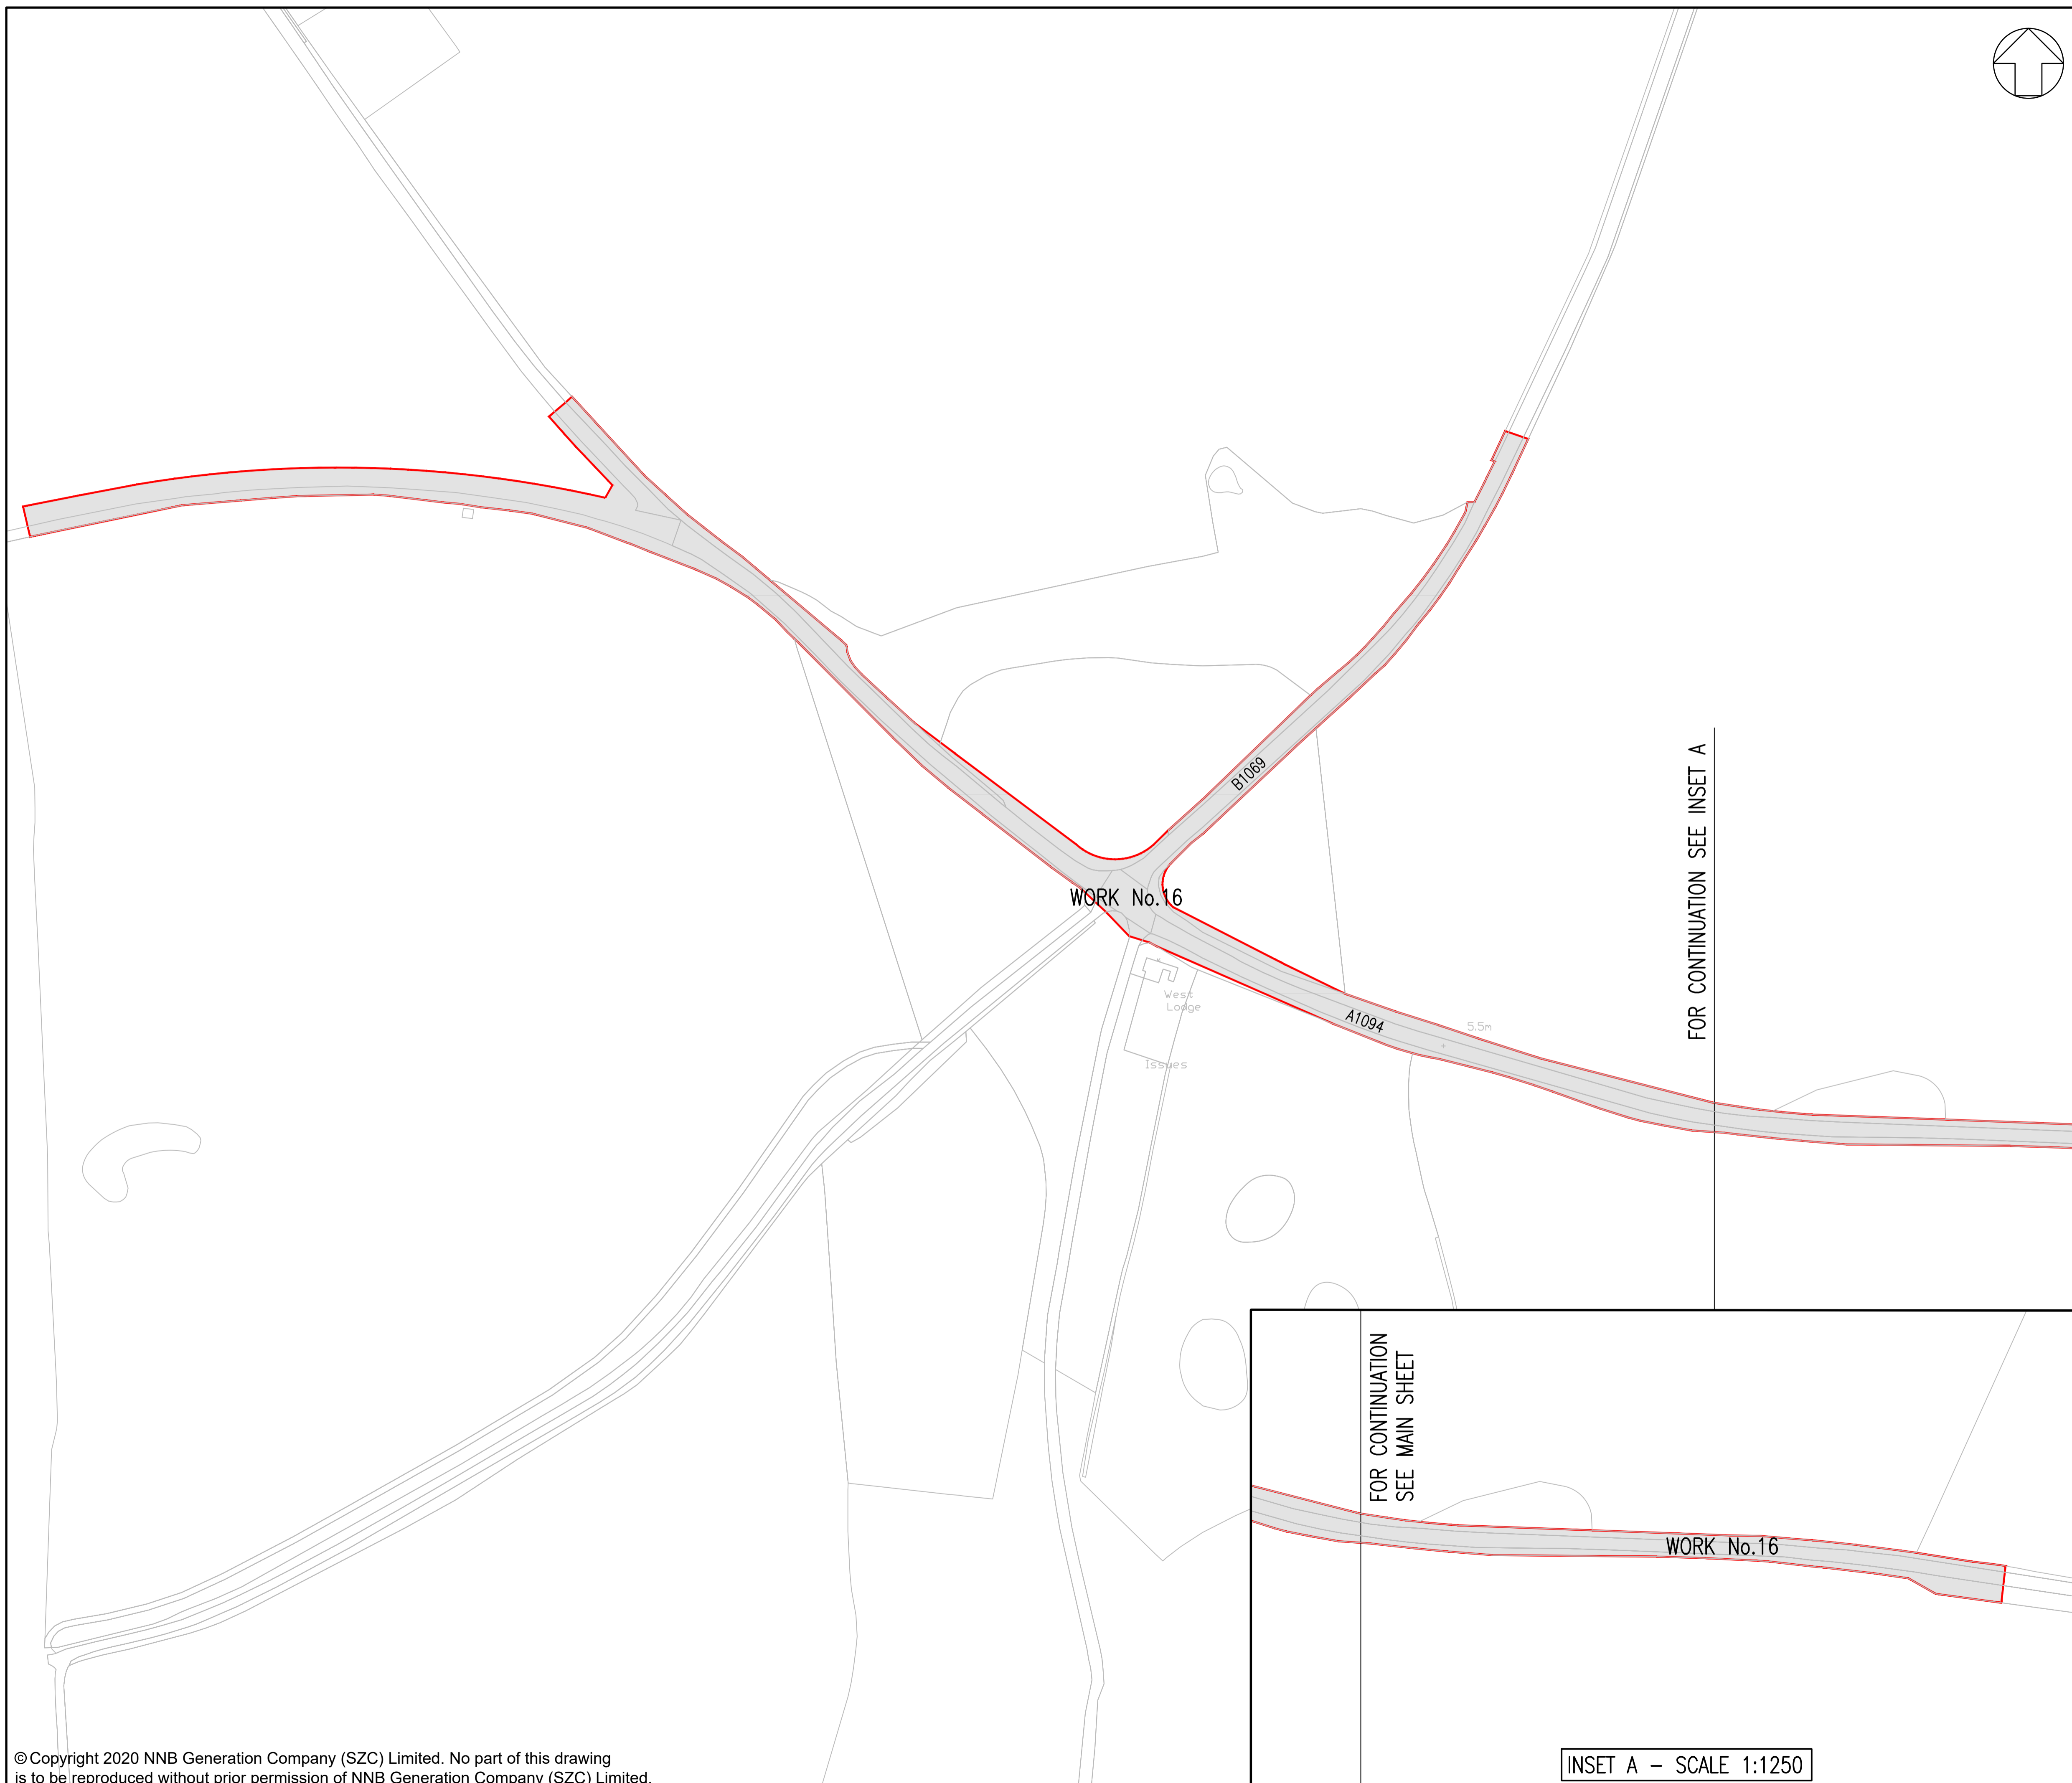 B1069
FOR CONTINUATION SEE INSET A
WORK No.16
West
Lodge
A1094
5.5m
Issues
FOR CONTINUATION
SEE MAIN SHEET
WORK No.16
© Copyright 2020 NNB Generation Company (SZC) Limited. No part of this drawing
is to be reproduced without prior permission of NNB Generation Company (SZC) Limited.
INSET A – SCALE 1:1250